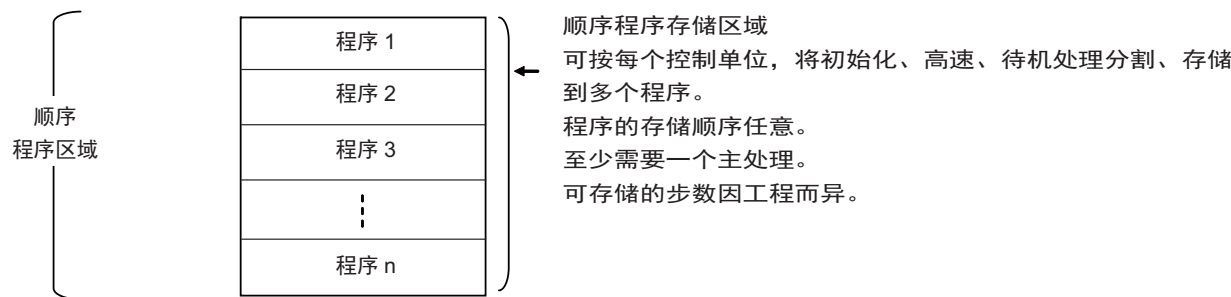 顺序
程序区域
程序 1
程序 2
程序 3
程序 n
顺序程序存储区域
可按每个控制单位，将初始化、高速、待机处理分割、存储
到多个程序。
程序的存储顺序任意。
至少需要一个主处理。
可存储的步数因工程而异。